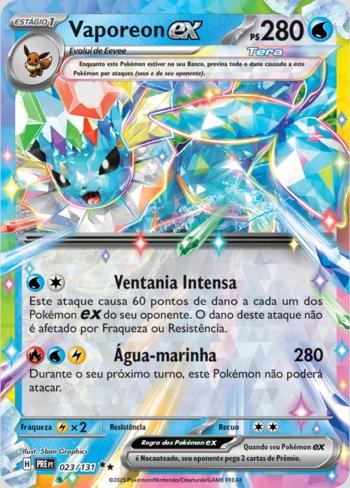 ESTÁGIO 1
Vaporeon ex PS 280
Evolui de Eevee
Tera
Enquanto este Pokémon estiver no seu Banco, previna todo o dano causado a este
Pokémon por ataques (seus e do seu oponente).
Ventania Intensa
Este ataque causa 60 pontos de dano a cada um dos
Pokémon ex do seu oponente. O dano deste ataque não
é afetado por Fraqueza ou Resistência.
Água-marinha 280
Durante o seu próximo turno, este Pokémon não poderá
atacar.
Fraqueza ×2 Resistência Recuo
Ilust. 5ban Graphics
Regra dos Pokémon ex
Quando seu Pokémon ex
é Nocauteado, seu oponente pega 2 cartas de Prêmio.
H PRE PT 023/131
©2025 Pokémon/Nintendo/Creatures/GAME FREAK